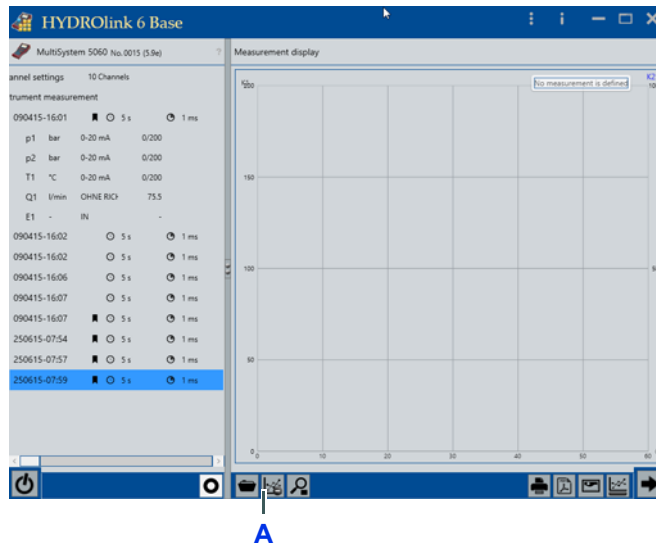 HYDROlink 6 Base
MultiSystem 5060 No. 0015 (5.9e) ?
Measurement display
annel settings 10 Channels
trument measurement
090415-16:01 5 s 1 ms
p1 bar 0-20 mA 0/200
p2 bar 0-20 mA 0/200
T1 °C 0-20 mA 0/200
Q1 l/min OHNE RICH 75.5
E1 - IN -
090415-16:02 5 s 1 ms
090415-16:02 5 s 1 ms
090415-16:06 5 s 1 ms
090415-16:07 5 s 1 ms
090415-16:07 5 s 1 ms
250615-07:54 5 s 1 ms
250615-07:57 5 s 1 ms
250615-07:59 5 s 1 ms
No measurement is defined
K2
200
10
150
100
5
50
0
0 10 20 30 40 50 60
A